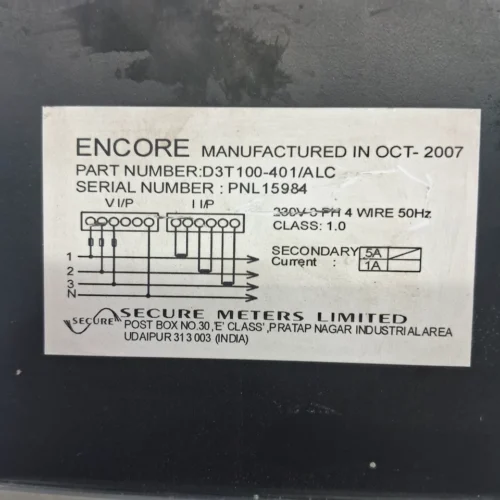 ENCORE MANUFACTURED IN OCT- 2007
PART NUMBER:D3T100-401/ALC
SERIAL NUMBER : PNL15984
V I/P I I/P
230V 3 PH 4 WIRE 50Hz
CLASS: 1.0
1
2
3
N
SECONDARY 5A
Current : 1A
SECURE
SECURE METERS LIMITED
POST BOX NO.30,'E' CLASS',PRATAP NAGAR INDUSTRIAL AREA
UDAIPUR 313 003 (INDIA)